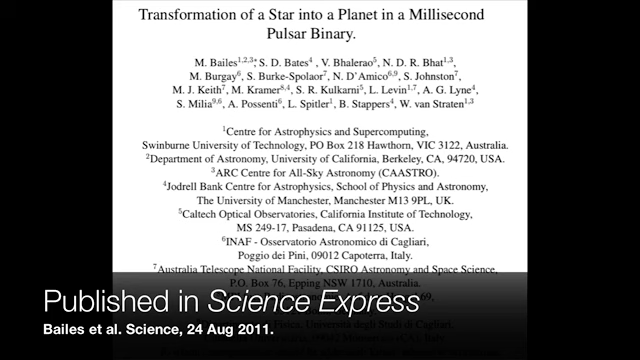 Transformation of a Star into a Planet in a Millisecond
Pulsar Binary.
M. Bailes1,2,3*, S. D. Bates4, V. Bhalerao5, N. D. R. Bhat1,3,
M. Burgay6, S. Burke-Spolaor7, N. D'Amico6,9, S. Johnston7,
M. J. Keith7, M. Kramer8,4, S. R. Kulkarni5, L. Levin1,7, A. G. Lyne4,
S. Milia9,6, A. Possenti6, L. Spitler1, B. Stappers4, W. van Straten1,3
1Centre for Astrophysics and Supercomputing,
Swinburne University of Technology, PO Box 218 Hawthorn, VIC 3122, Australia.
2Department of Astronomy, University of California, Berkeley, CA, 94720, USA.
3ARC Centre for All-Sky Astronomy (CAASTRO).
4Jodrell Bank Centre for Astrophysics, School of Physics and Astronomy,
The University of Manchester, Manchester M13 9PL, UK.
5Caltech Optical Observatories, California Institute of Technology,
MS 249-17, Pasadena, CA 91125, USA.
6INAF - Osservatorio Astronomico di Cagliari,
Poggio dei Pini, 09012 Capoterra, Italy.
7Australia Telescope National Facility, CSIRO Astronomy and Space Science,
P.O. Box 76, Epping NSW 1710, Australia.
Published in Science Express
Bailes et al. Science, 24 Aug 2011.